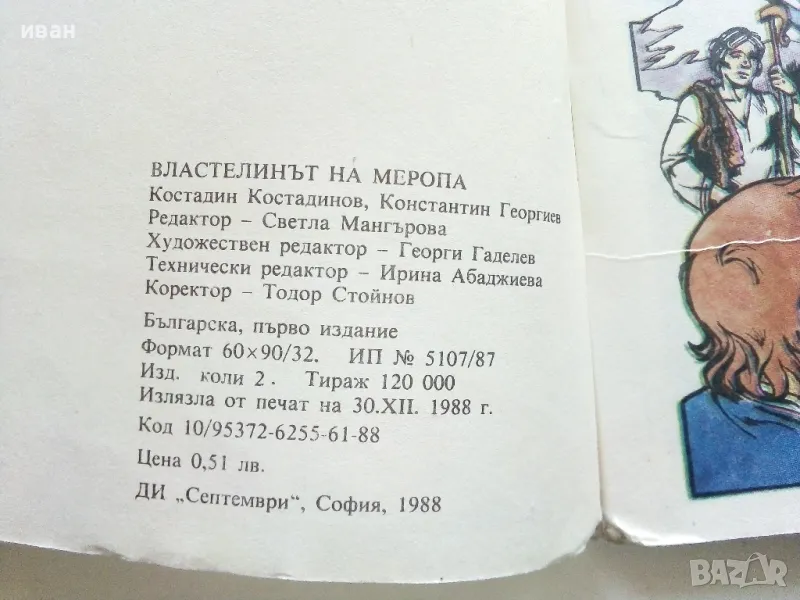 иван
ВЛАСТЕЛИНЪТ НА МЕРОПА
Костадин Костадинов, Константин Георгиев
Редактор – Светла Мангърова
Художествен редактор – Георги Гаделев
Технически редактор – Ирина Абаджиева
Коректор – Тодор Стойнов
Българска, първо издание
Формат 60×90/32. ИП № 5107/87
Изд. коли 2. Тираж 120 000
Излязла от печат на 30.XII. 1988 г.
Код 10/95372-6255-61-88
Цена 0,51 лв.
ДИ „Септември“, София, 1988
BAZAR